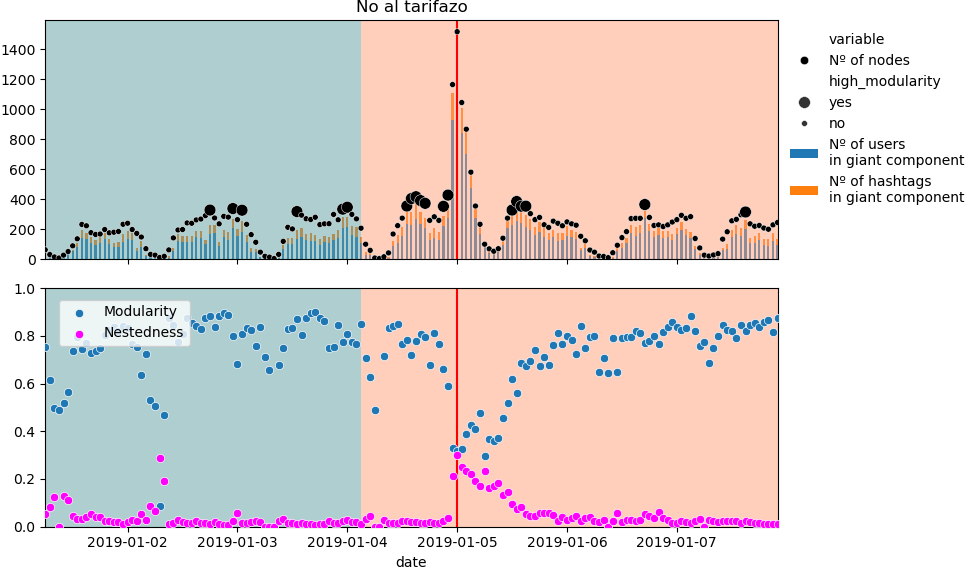 No al tarifazo
1400
1200
1000
800
600
400
200
0
variable
Nº of nodes
high_modularity
yes
no
Nº of users
in giant component
Nº of hashtags
in giant component
1.0
0.8
0.6
0.4
0.2
0.0
Modularity
Nestedness
2019-01-02 2019-01-03 2019-01-04 2019-01-05 2019-01-06 2019-01-07
date